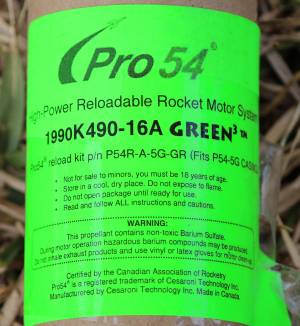 Pro54®
High-Power Reloadable Rocket Motor System
1990K490-16A GREEN³™
Pro54® reload kit p/n P54R-A-5G-GR (Fits P54-5G CASING)
• Not for sale to minors, you must be 18 years of age.
• Store in a cool, dry place. Do not expose to flame.
• Do not open package until ready for use.
• Read and follow ALL instructions and cautions.
WARNING:
This propellant contains non-toxic Barium Sulfate.
During motor operation hazardous barium compounds may be produced.
Do not inhale exhaust products and use vinyl or latex gloves for motor clean-up.
Certified by the Canadian Association of Rocketry
Pro54® is a registered trademark of Cesaroni Technology Inc.
Manufactured by Cesaroni Technology Inc. Made in Canada.